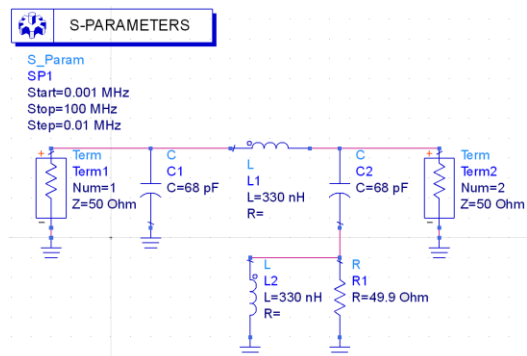 S-PARAMETERS
S_Param
SP1
Start=0.001 MHz
Stop=100 MHz
Step=0.01 MHz
Term
Term1
Num=1
Z=50 Ohm
C
C1
C=68 pF
L
L1
L=330 nH
R=
C
C2
C=68 pF
Term
Term2
Num=2
Z=50 Ohm
L
L2
L=330 nH
R=
R
R1
R=49.9 Ohm